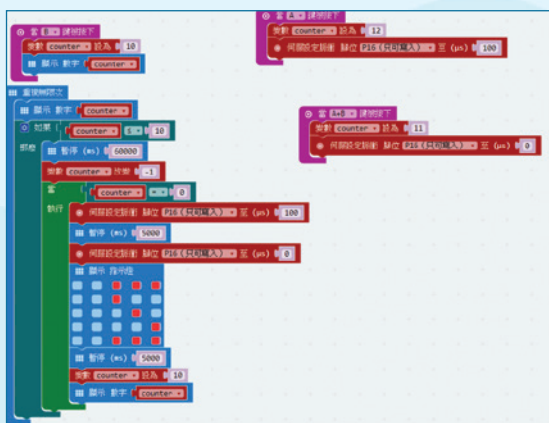 當 B 鍵被按下
變數 counter 設為 10
顯示 數字 counter
當 A 鍵被按下
變數 counter 設為 12
伺服設定脈衝 腳位 P16（只可寫入） 至 (µs) 100
當 A+B 鍵被按下
變數 counter 設為 11
伺服設定脈衝 腳位 P16（只可寫入） 至 (µs) 0
重複無限次
顯示 數字 counter
如果 counter ≤ 10
那麼 暫停 (ms) 60000
變數 counter 改變 -1
當 counter = 0
執行 伺服設定脈衝 腳位 P16（只可寫入） 至 (µs) 100
暫停 (ms) 5000
伺服設定脈衝 腳位 P16（只可寫入） 至 (µs) 0
顯示 指示燈
暫停 (ms) 5000
變數 counter 設為 10
顯示 數字 counter